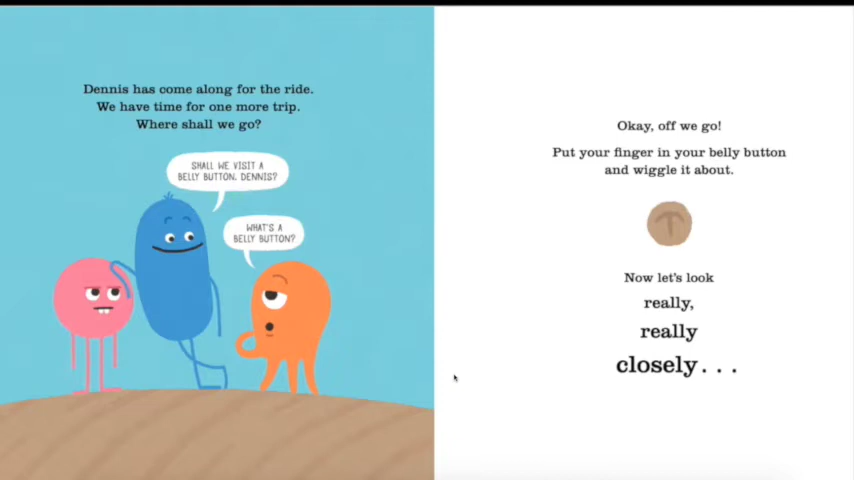 Dennis has come along for the ride.
We have time for one more trip.
Where shall we go?
SHALL WE VISIT A
BELLY BUTTON, DENNIS?
WHAT'S A
BELLY BUTTON?
Okay, off we go!
Put your finger in your belly button
and wiggle it about.
Now let's look
really,
really
closely . . .